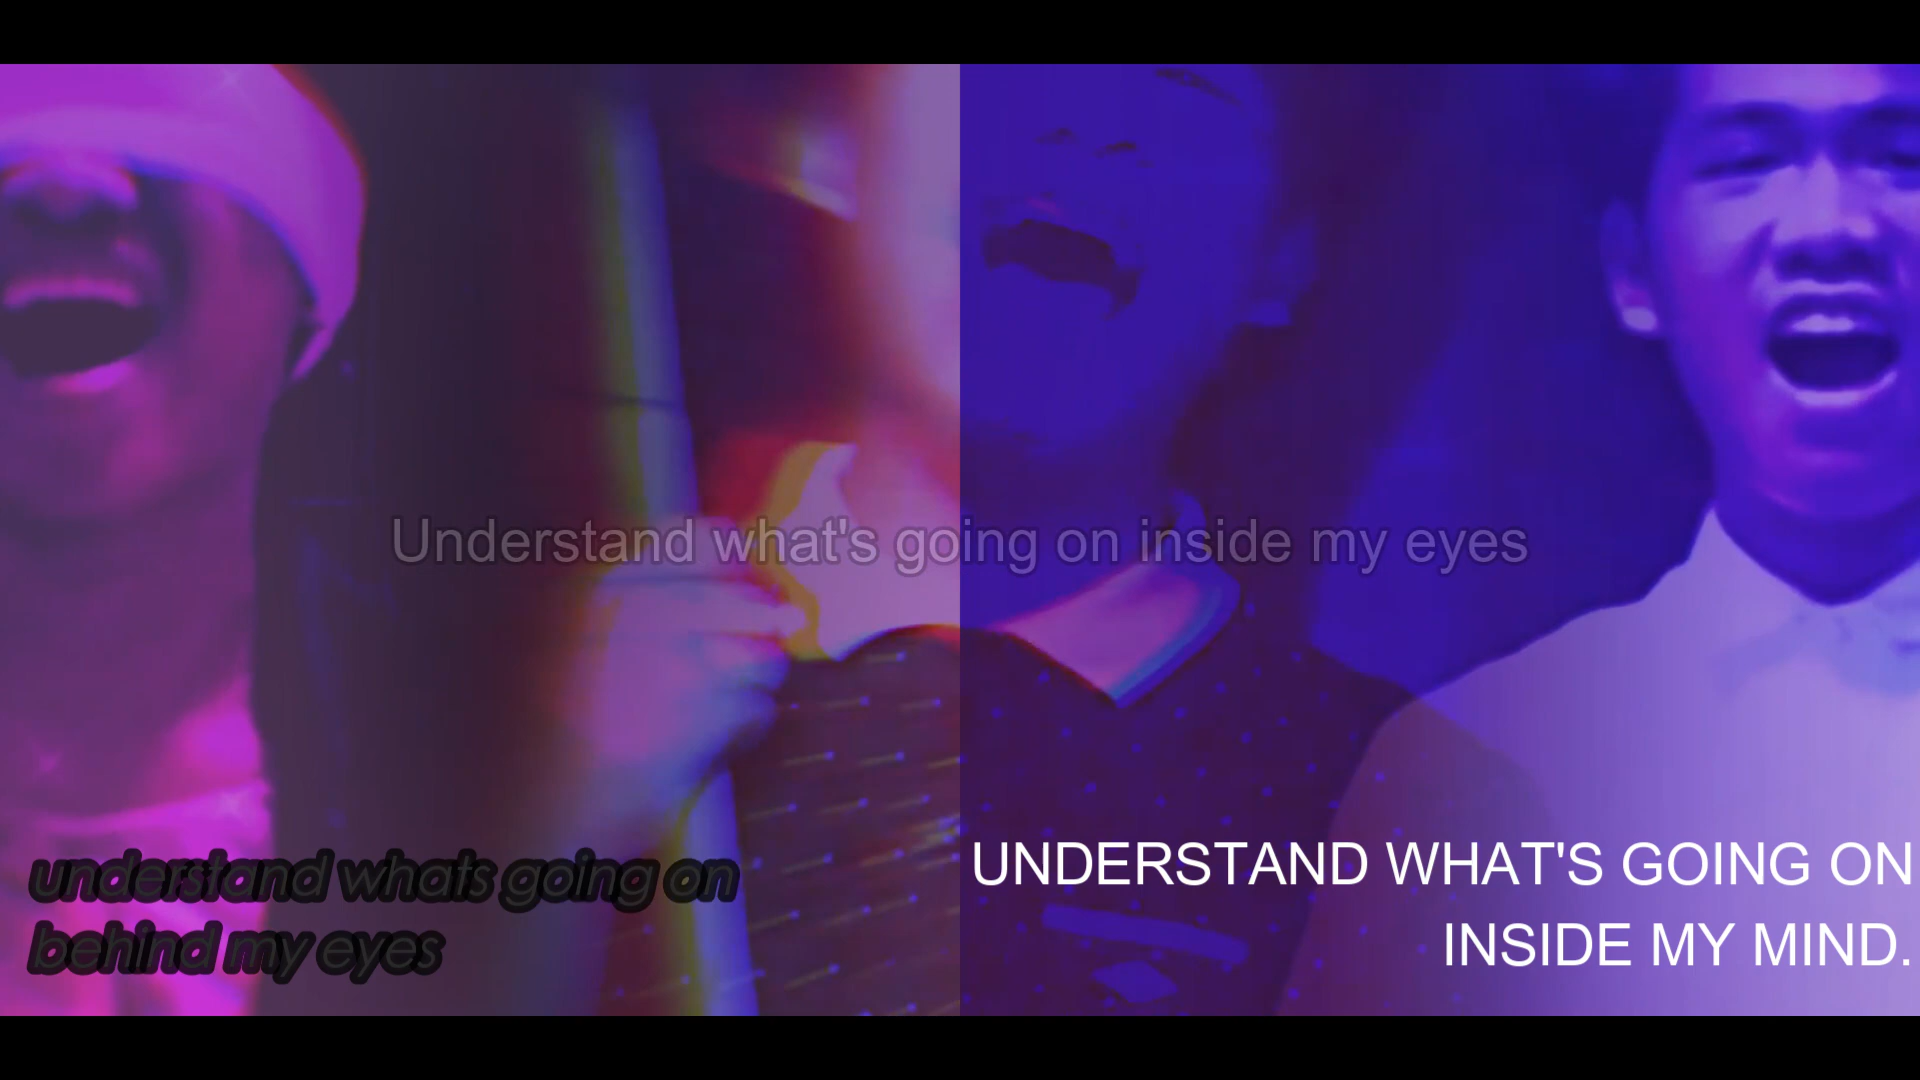 Understand what's going on inside my eyes
understand whats going on
behind my eyes
UNDERSTAND WHAT'S GOING ON
INSIDE MY MIND.